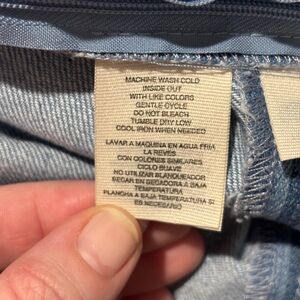 MACHINE WASH COLD
INSIDE OUT
WITH LIKE COLORS
GENTLE CYCLE
DO NOT BLEACH
TUMBLE DRY LOW
COOL IRON WHEN NEEDED
LAVAR A MAQUINA EN AGUA FRIA
LA REVES
CON COLORES SIMILARES
CICLO SUAVE
NO UTILIZAR BLANQUEADOR
SECAR EN SECADORA A BAJA
TEMPERATURA
PLANCHA A BAJA TEMPERATURA SI
ES NECESARIO